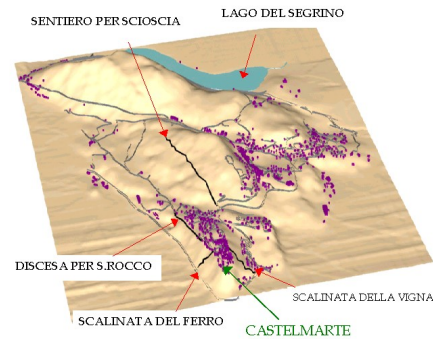 LAGO DEL SEGRINO
SENTIERO PER SCIOSCIA
DISCESA PER S.ROCCO
SCALINATA DELLA VIGNA
SCALINATA DEL FERRO
CASTELMARTE